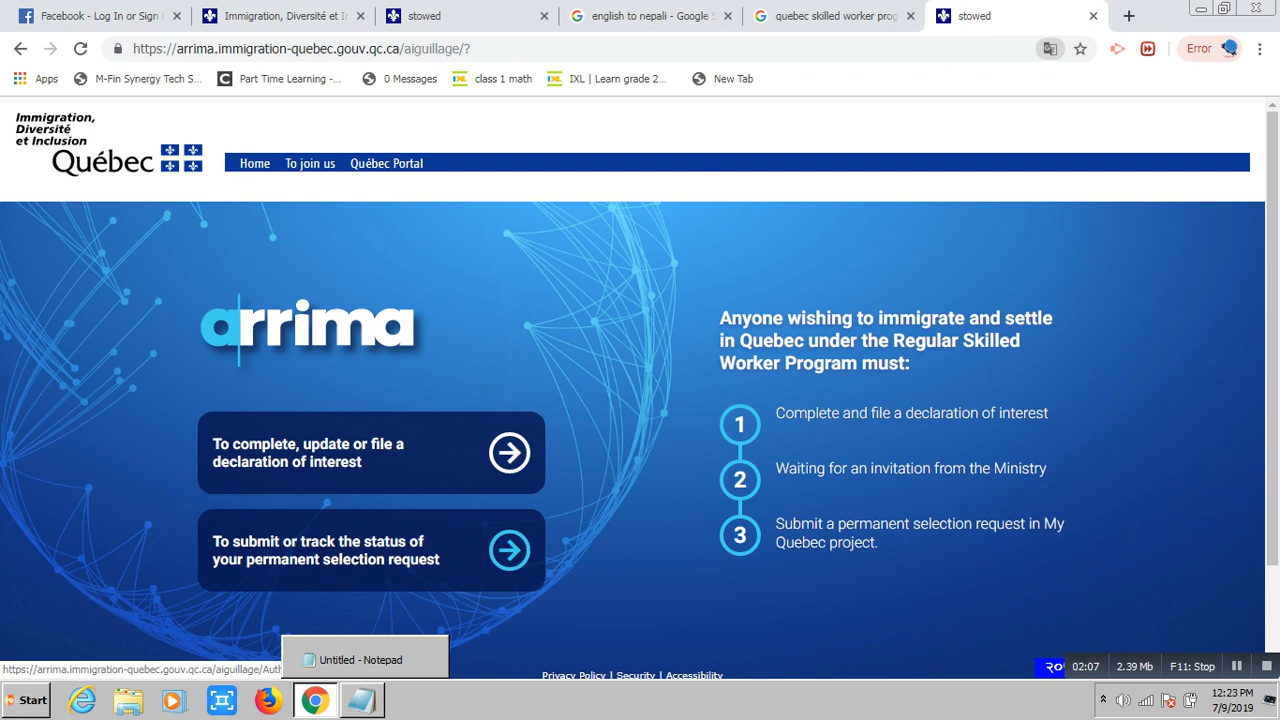 Facebook - Log In or Sign
Immigration, Diversité et I
stowed
english to nepali - Google S
quebec skilled worker prog
stowed
https://arrima.immigration-quebec.gouv.qc.ca/aiguillage/?
Error
Apps
M-Fin Synergy Tech S...
Part Time Learning -...
0 Messages
class 1 math
IXL | Learn grade 2...
New Tab
Immigration,
Diversité
et Inclusion
Québec
Home To join us Québec Portal
arrima
To complete, update or file a
declaration of interest
To submit or track the status of
your permanent selection request
Anyone wishing to immigrate and settle
in Quebec under the Regular Skilled
Worker Program must:
1 Complete and file a declaration of interest
2 Waiting for an invitation from the Ministry
3 Submit a permanent selection request in My
Quebec project.
Untitled - Notepad
https://arrima.immigration-quebec.gouv.qc.ca/aiguillage/Aut
Privacy Policy | Security | Accessibility
02:07 2.39 Mb F11: Stop
Start
12:23 PM
7/9/2019